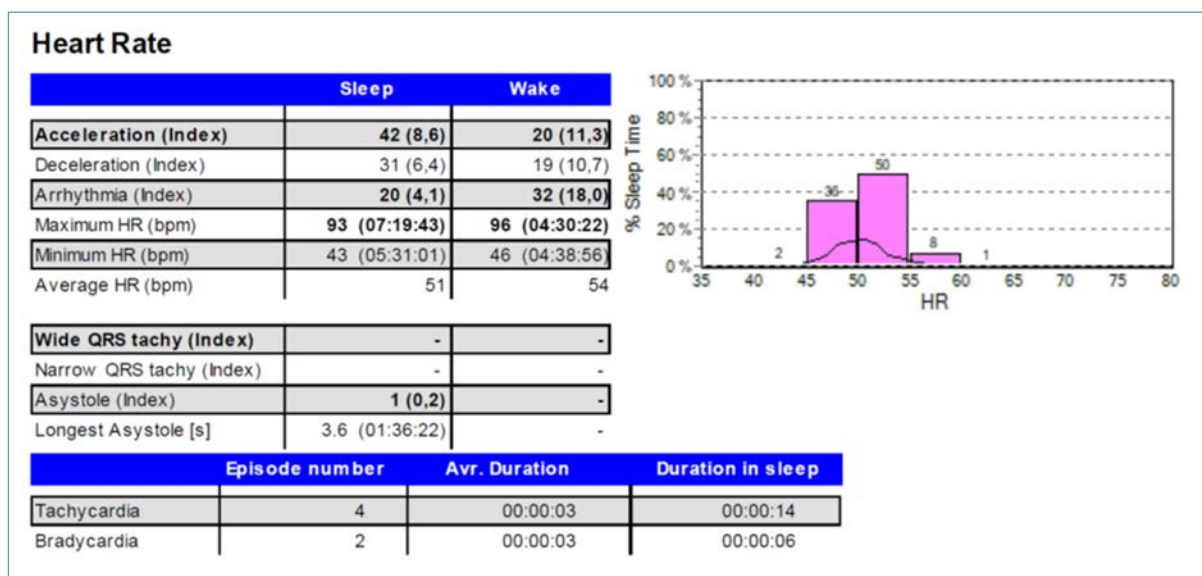 Heart Rate
Sleep Wake
Acceleration (Index) 42 (8,6) 20 (11,3)
Deceleration (Index) 31 (6,4) 19 (10,7)
Arrhythmia (Index) 20 (4,1) 32 (18,0)
Maximum HR (bpm) 93 (07:19:43) 96 (04:30:22)
Minimum HR (bpm) 43 (05:31:01) 46 (04:38:56)
Average HR (bpm) 51 54
Wide QRS tachy (Index) - -
Narrow QRS tachy (Index) - -
Asystole (Index) 1 (0,2) -
Longest Asystole [s] 3.6 (01:36:22) -
Episode number Avr. Duration Duration in sleep
Tachycardia 4 00:00:03 00:00:14
Bradycardia 2 00:00:03 00:00:06
% Sleep Time
100 %
80 %
60 %
40 %
20 %
0 %
2 36 50 8 1
35 40 45 50 55 60 65 70 75 80
HR